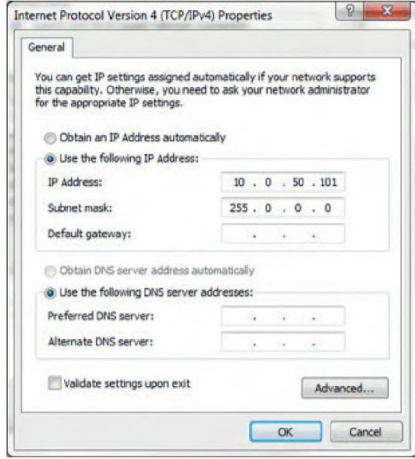 Internet Protocol Version 4 (TCP/IPv4) Properties
?
General
You can get IP settings assigned automatically if your network supports
this capability. Otherwise, you need to ask your network administrator
for the appropriate IP settings.
Obtain an IP Address automatically
Use the following IP Address:
IP Address: 10 . 0 . 50 . 101
Subnet mask: 255 . 0 . 0 . 0
Default gateway: . . .
Obtain DNS server address automatically
Use the following DNS server addresses:
Preferred DNS server: . . .
Alternate DNS server: . . .
Validate settings upon exit
Advanced...
OK Cancel